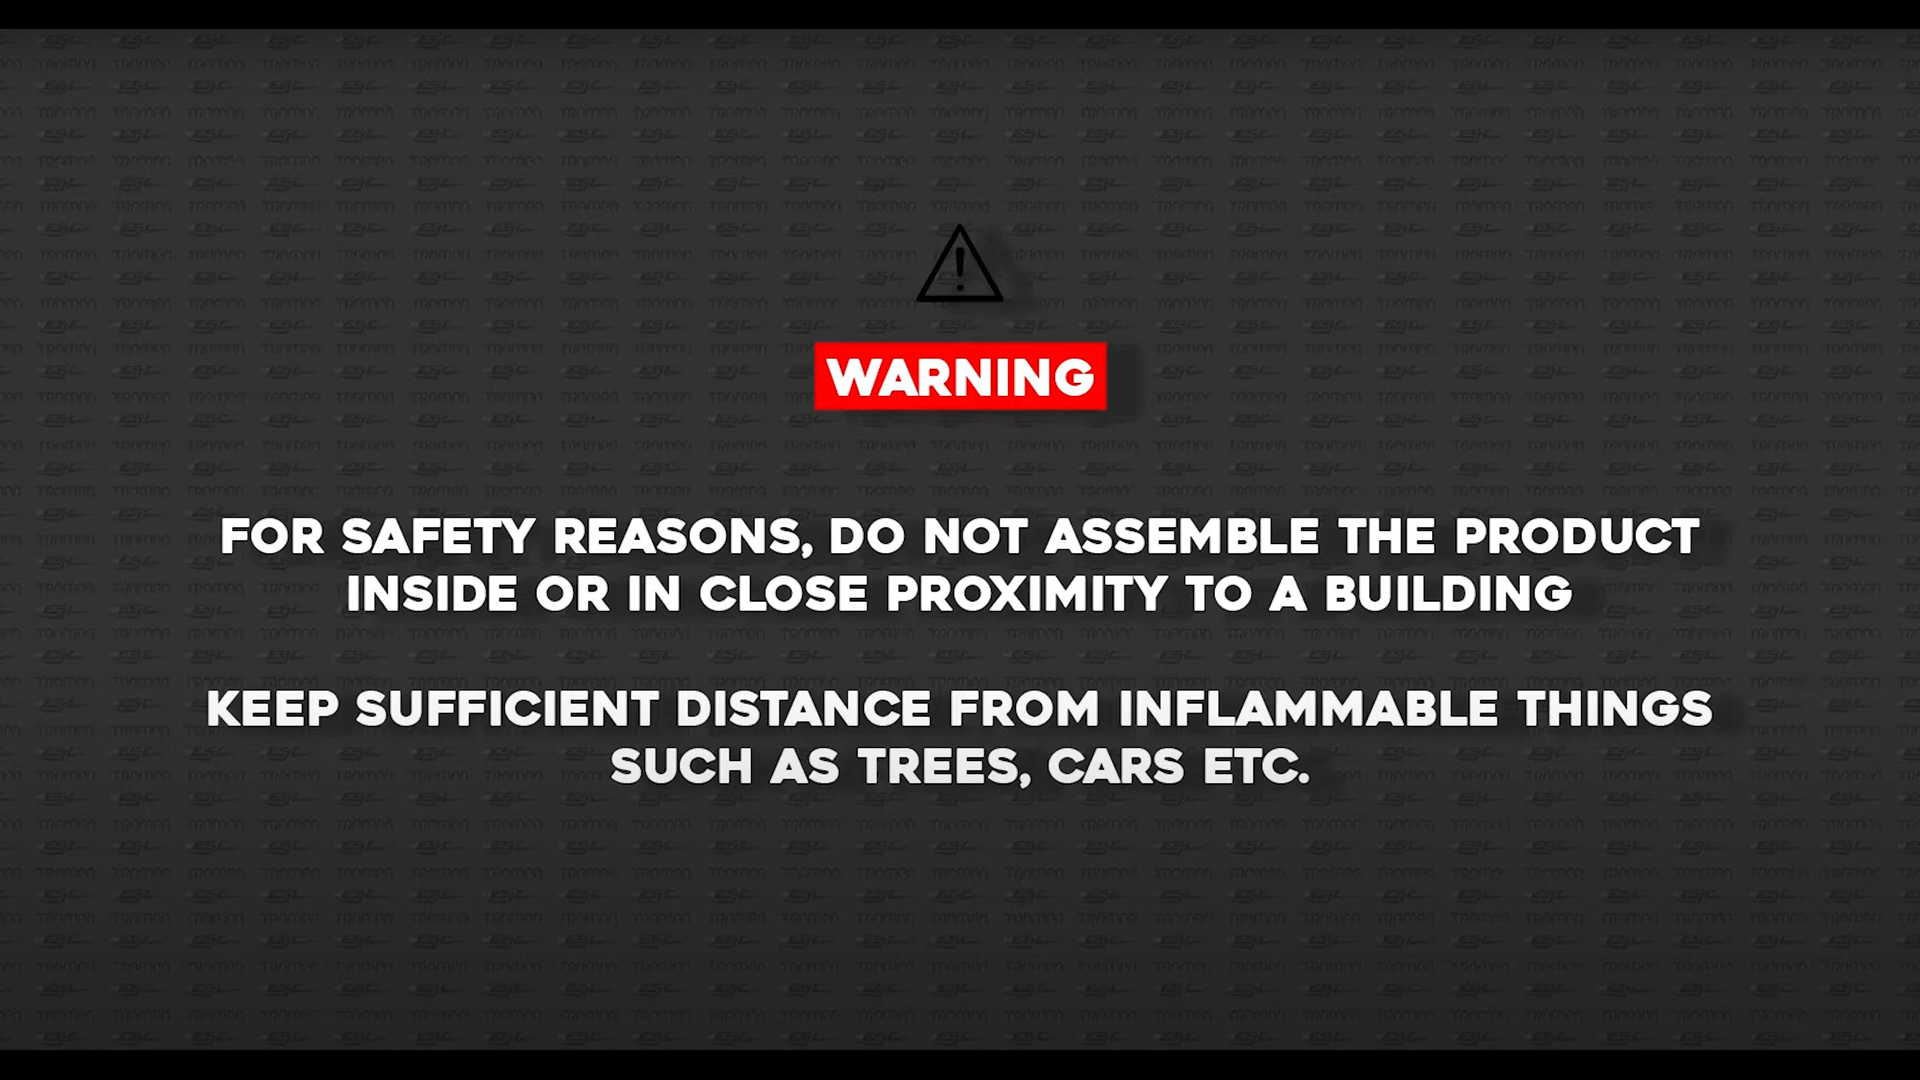 WARNING
FOR SAFETY REASONS, DO NOT ASSEMBLE THE PRODUCT
INSIDE OR IN CLOSE PROXIMITY TO A BUILDING
KEEP SUFFICIENT DISTANCE FROM INFLAMMABLE THINGS
SUCH AS TREES, CARS ETC.